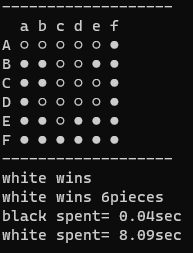 -------------------
  a b c d e f
A ○ ○ ○ ○ ○ ●
B ● ● ○ ○ ● ●
C ● ● ○ ○ ● ●
D ○ ○ ○ ○ ○ ●
E ● ● ○ ● ● ●
F ● ● ● ● ● ●
-------------------
white wins
white wins 6pieces
black spent= 0.04sec
white spent= 8.09sec